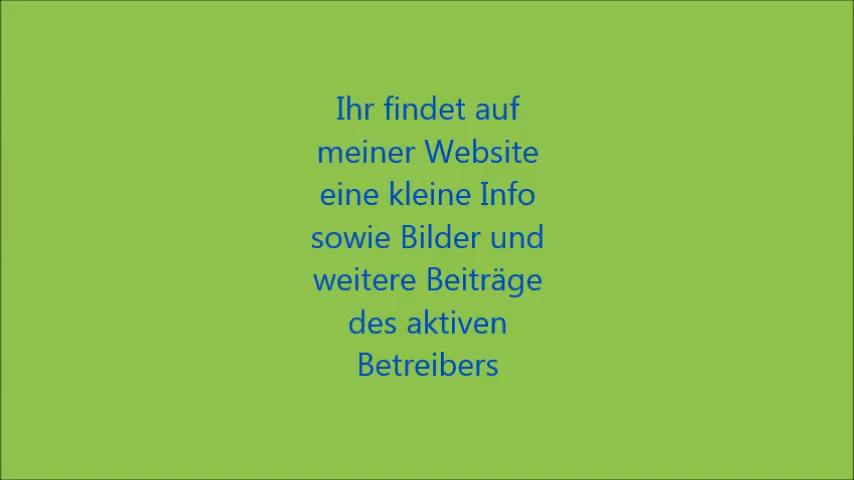 Ihr findet auf
meiner Website
eine kleine Info
sowie Bilder und
weitere Beiträge
des aktiven
Betreibers